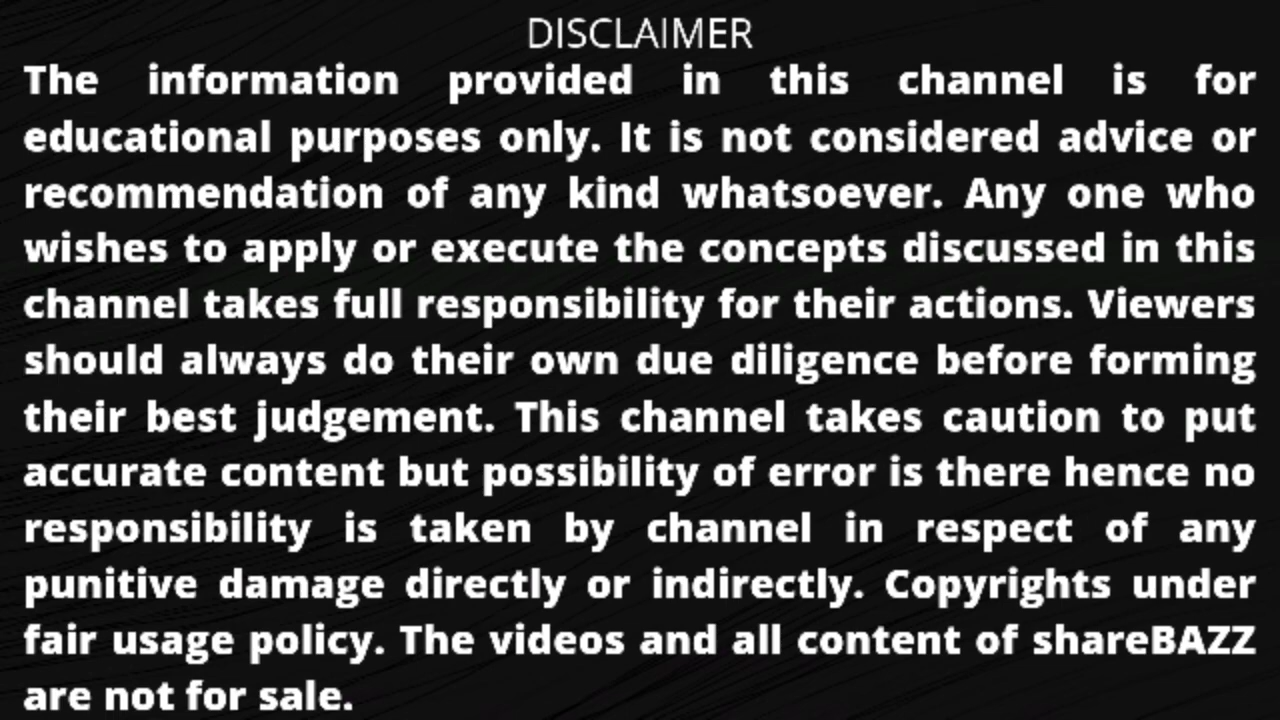 DISCLAIMER
The information provided in this channel is for
educational purposes only. It is not considered advice or
recommendation of any kind whatsoever. Any one who
wishes to apply or execute the concepts discussed in this
channel takes full responsibility for their actions. Viewers
should always do their own due diligence before forming
their best judgement. This channel takes caution to put
accurate content but possibility of error is there hence no
responsibility is taken by channel in respect of any
punitive damage directly or indirectly. Copyrights under
fair usage policy. The videos and all content of shareBAZZ
are not for sale.